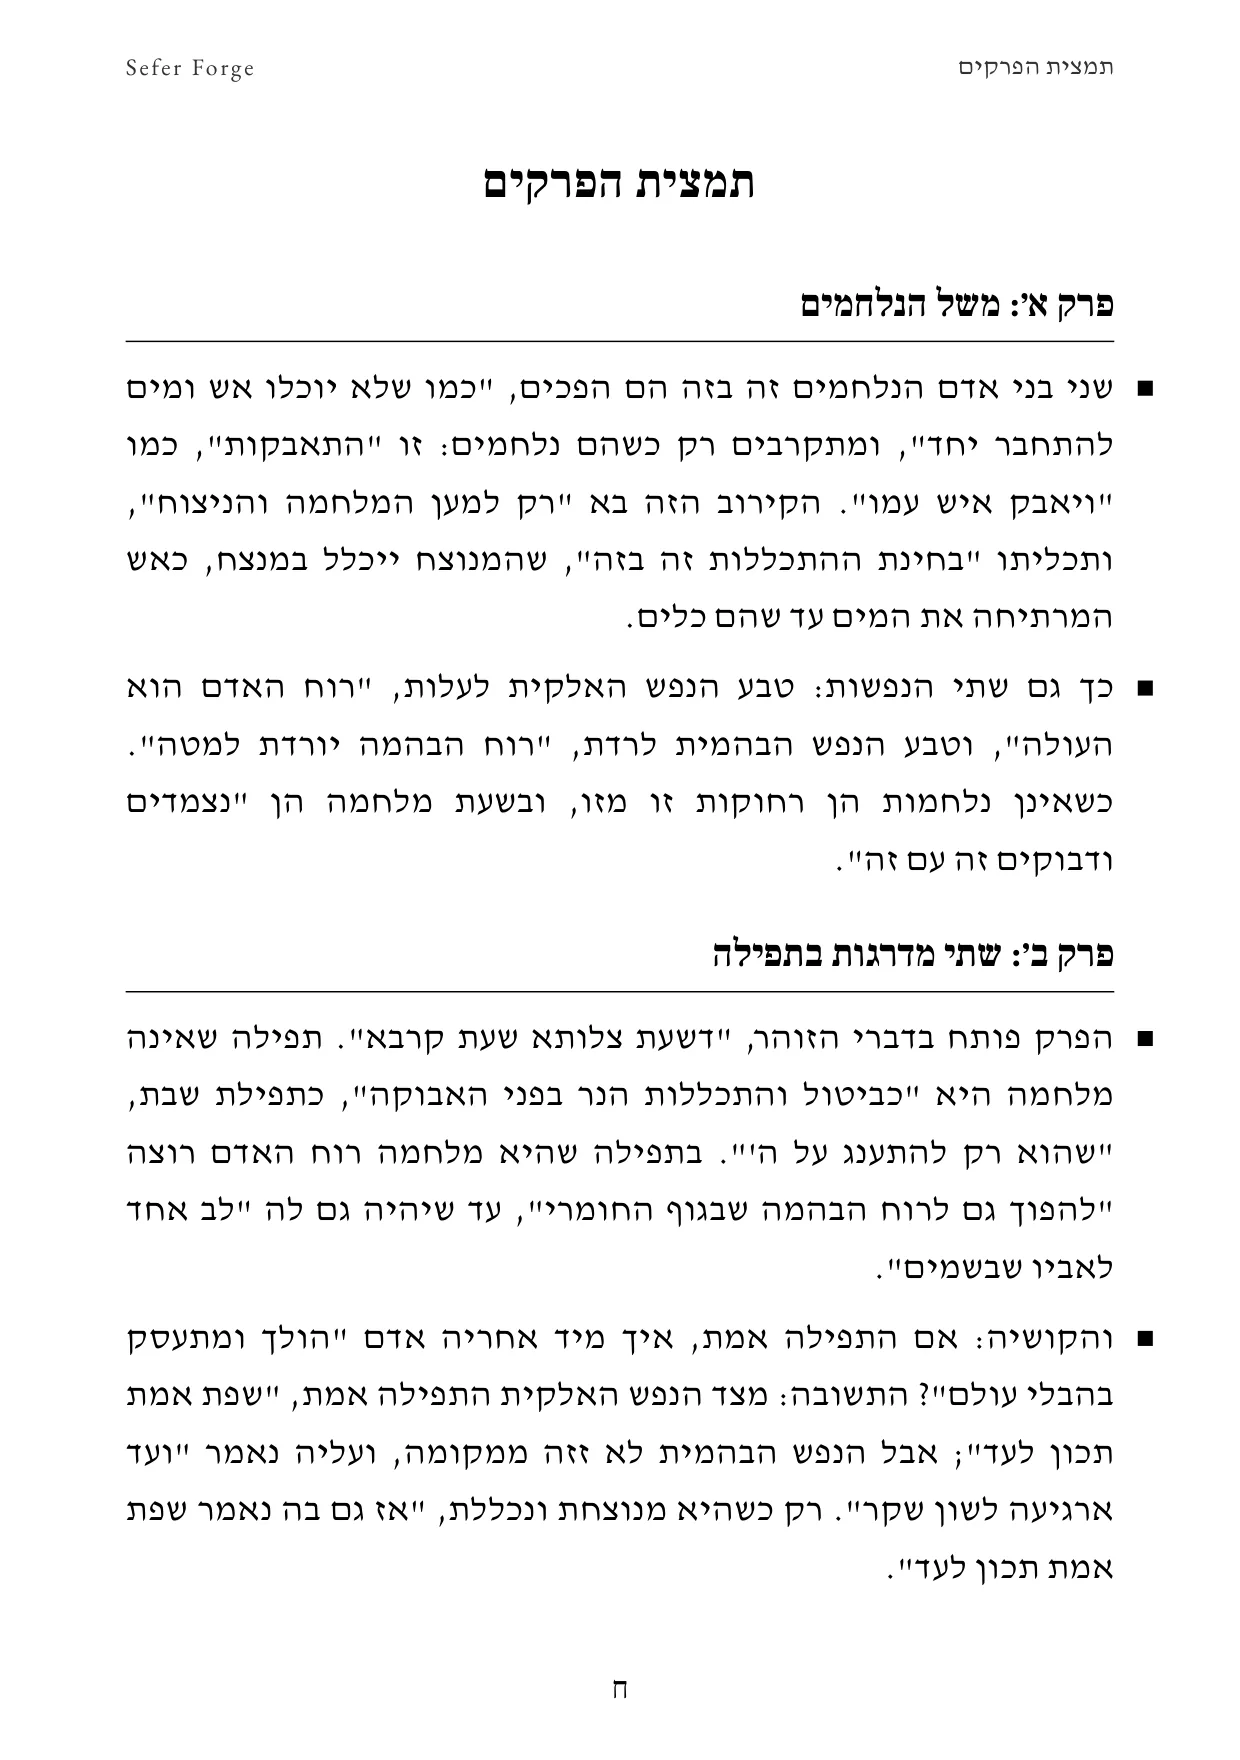 תמצית הפרקים
Sefer Forge
תמצית הפרקים
פרק א': משל הנלחמים
■ שני בני אדם הנלחמים זה בזה הם הפכים, "כמו שלא יוכלו אש ומים
להתחבר יחד", ומתקרבים רק כשהם נלחמים: זו "התאבקות", כמו
"ויאבק איש עמו". הקירוב הזה בא "רק למען המלחמה והניצוח",
ותכליתו "בחינת ההתכללות זה בזה", שהמנוצח ייכלל במנצח, כאש
המרתיחה את המים עד שהם כלים.
■ כך גם שתי הנפשות: טבע הנפש האלקית לעלות, "רוח האדם הוא
העולה", וטבע הנפש הבהמית לרדת, "רוח הבהמה יורדת למטה".
כשאינן נלחמות הן רחוקות זו מזו, ובשעת מלחמה הן "נצמדים
ודבוקים זה עם זה".
פרק ב': שתי מדרגות בתפילה
■ הפרק פותח בדברי הזוהר, "דשעת צלותא שעת קרבא". תפילה שאינה
מלחמה היא "כביטול והתכללות הנר בפני האבוקה", כתפילת שבת,
"שהוא רק להתענג על ה'". בתפילה שהיא מלחמה רוח האדם רוצה
"להפוך גם לרוח הבהמה שבגוף החומרי", עד שיהיה גם לה "לב אחד
לאביו שבשמים".
■ והקושיה: אם התפילה אמת, איך מיד אחריה אדם "הולך ומתעסק
בהבלי עולם"? התשובה: מצד הנפש האלקית התפילה אמת, "שפת אמת
תכון לעד"; אבל הנפש הבהמית לא זזה ממקומה, ועליה נאמר "ועד
ארגיעה לשון שקר". רק כשהיא מנוצחת ונכללת, "אז גם בה נאמר שפת
אמת תכון לעד".
ח